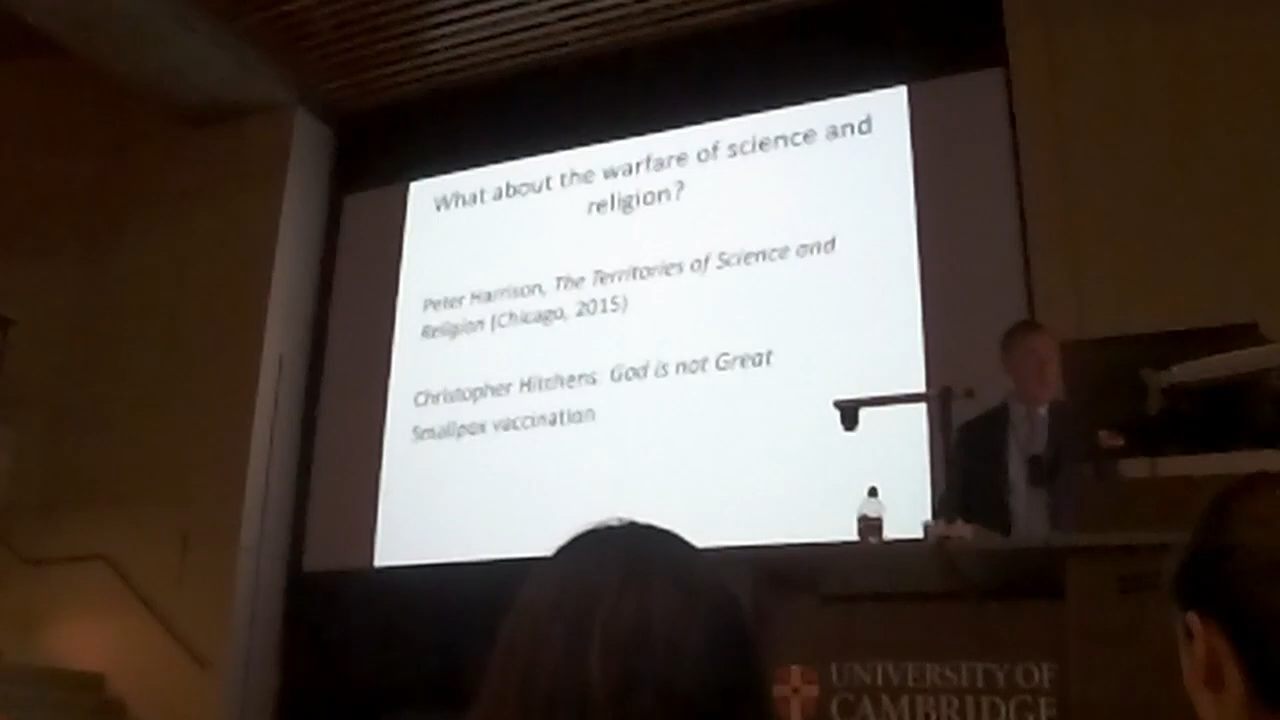 What about the warfare of science and
religion?
Peter Harrison, The Territories of Science and
Religion (Chicago, 2015)
Christopher Hitchens God is not Great
Smallpox vaccination
UNIVERSITY OF
CAMBRIDGE